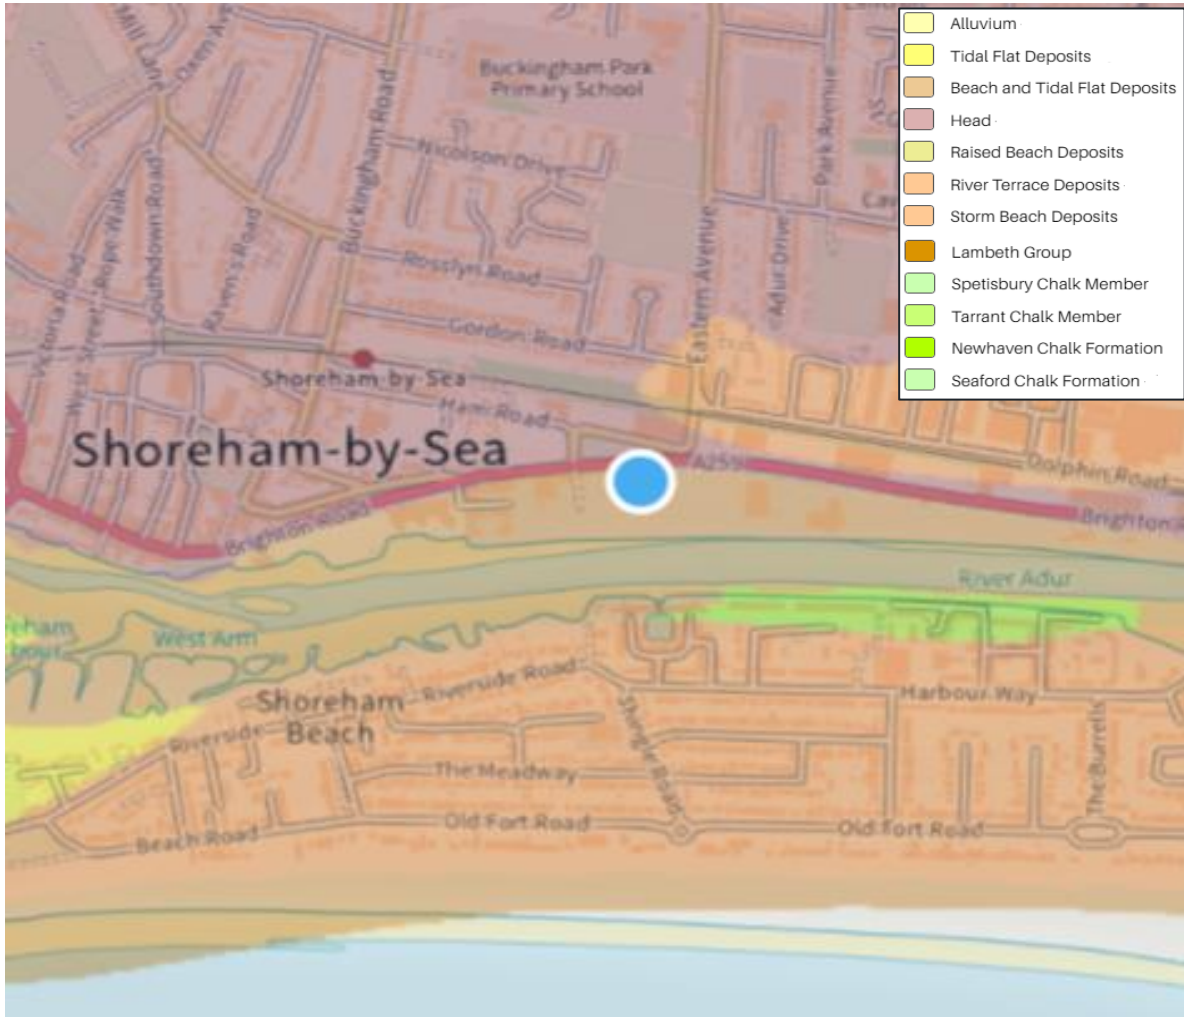 Mill Lane
Oxen Av
Buckingham Park
Primary School
Buckingham Road
Nicolson Drive
Park Avenue
Southdown Road
Ravens Road
Rosslyn Road
Eastern Avenue
Adur Drive
Victoria Road
West Street
Rope Walk
Gordon Road
Shoreham-by-Sea
Ham Road
Shoreham-by-Sea
A259
Dolphin Road
Brighton Road
Brighton R
River Adur
West Arm
Shoreham
Beach
Riverside Road
Riverside
Harbour Way
Shingle Road
The Burrells
The Meadway
Beach Road
Old Fort Road
Old Fort Road
Alluvium
Tidal Flat Deposits
Beach and Tidal Flat Deposits
Head
Raised Beach Deposits
River Terrace Deposits
Storm Beach Deposits
Lambeth Group
Spetisbury Chalk Member
Tarrant Chalk Member
Newhaven Chalk Formation
Seaford Chalk Formation